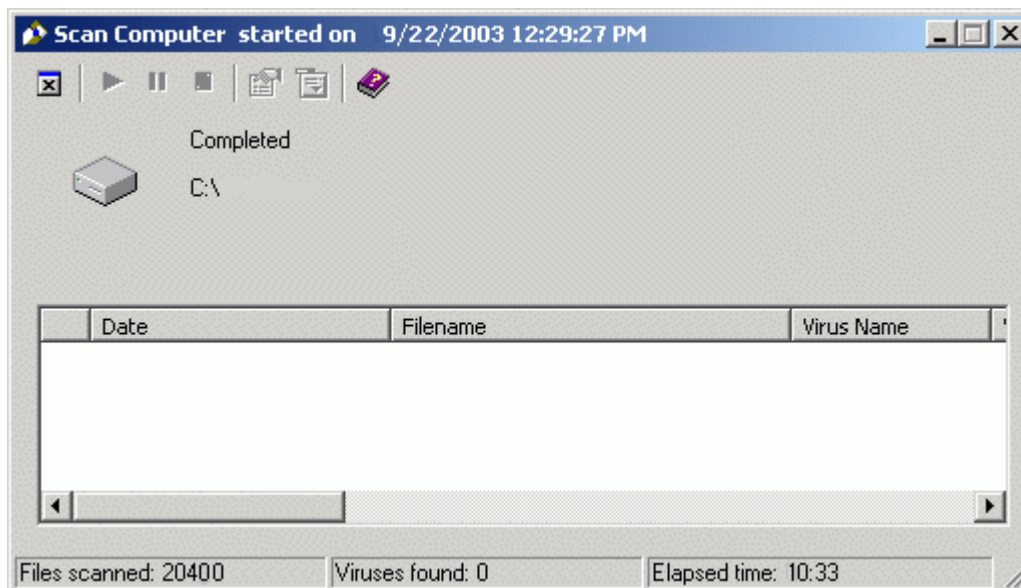 Scan Computer started on 9/22/2003 12:29:27 PM
Completed
C:\
Date Filename Virus Name
Files scanned: 20400 Viruses found: 0 Elapsed time: 10:33